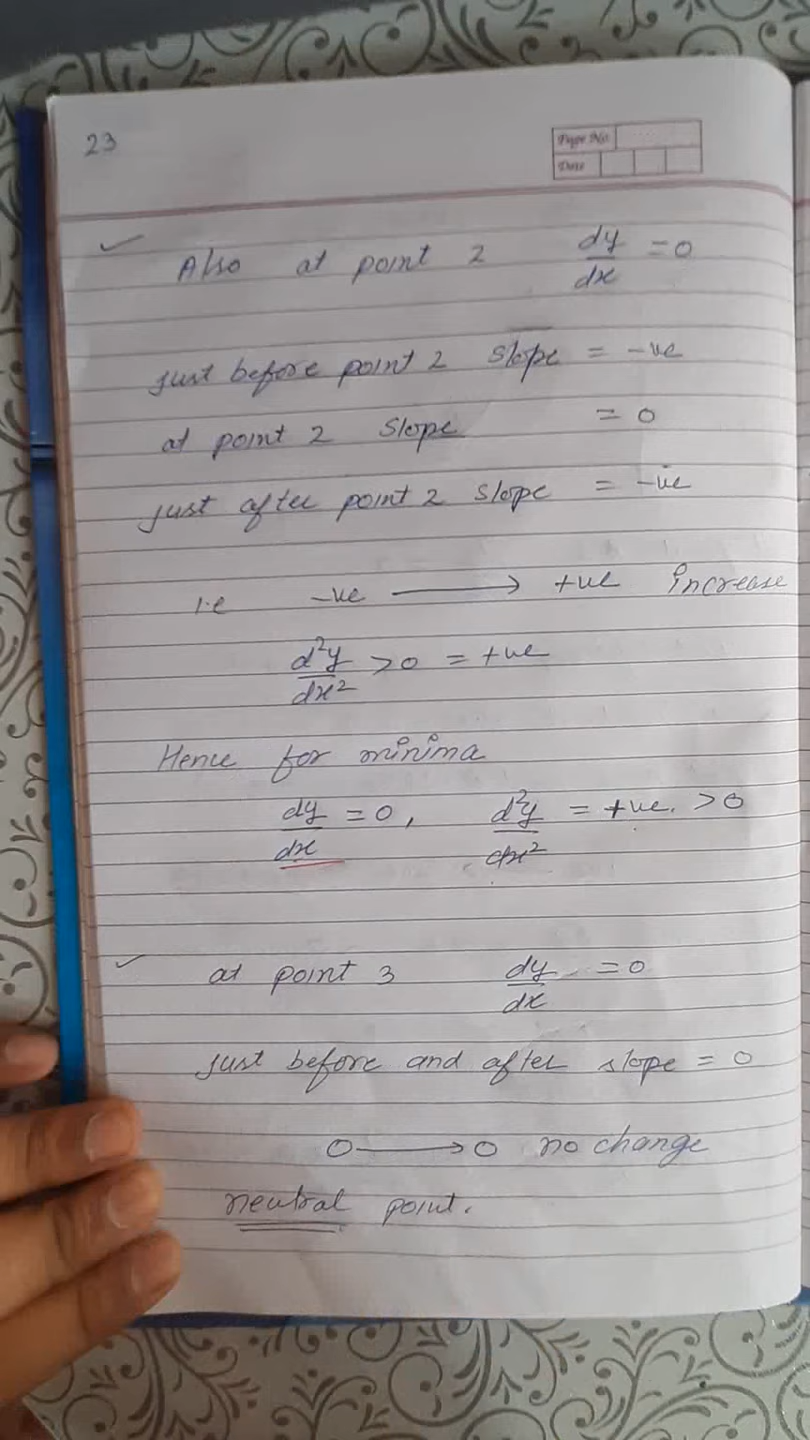 23
Page No.
Date
Also at point 2 dy/dx = 0
just before point 2 slope = -ve
at point 2 slope = 0
just after point 2 slope = -ve
i.e -ve ⟶ +ve increase
d²y/dx² > 0 = +ve
Hence for minima
dy/dx = 0, d²y/dx² = +ve. > 0
at point 3 dy/dx = 0
just before and after slope = 0
0 ⟶ 0 no change
neutral point.